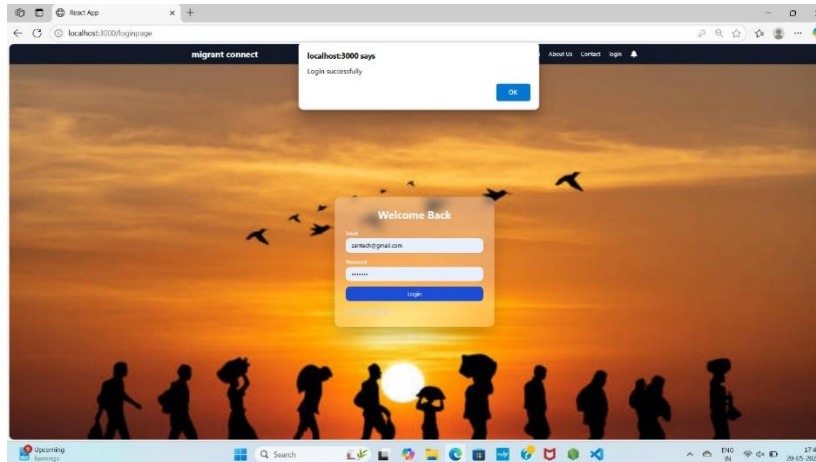 React App
localhost:3000/loginpage
migrant connect
localhost:3000 says
Login successfully
OK
About Us Contact login
Welcome Back
Email
santech@gmail.com
Password
•••••••
Login
Upcoming
Earnings
Search
ENG
IN